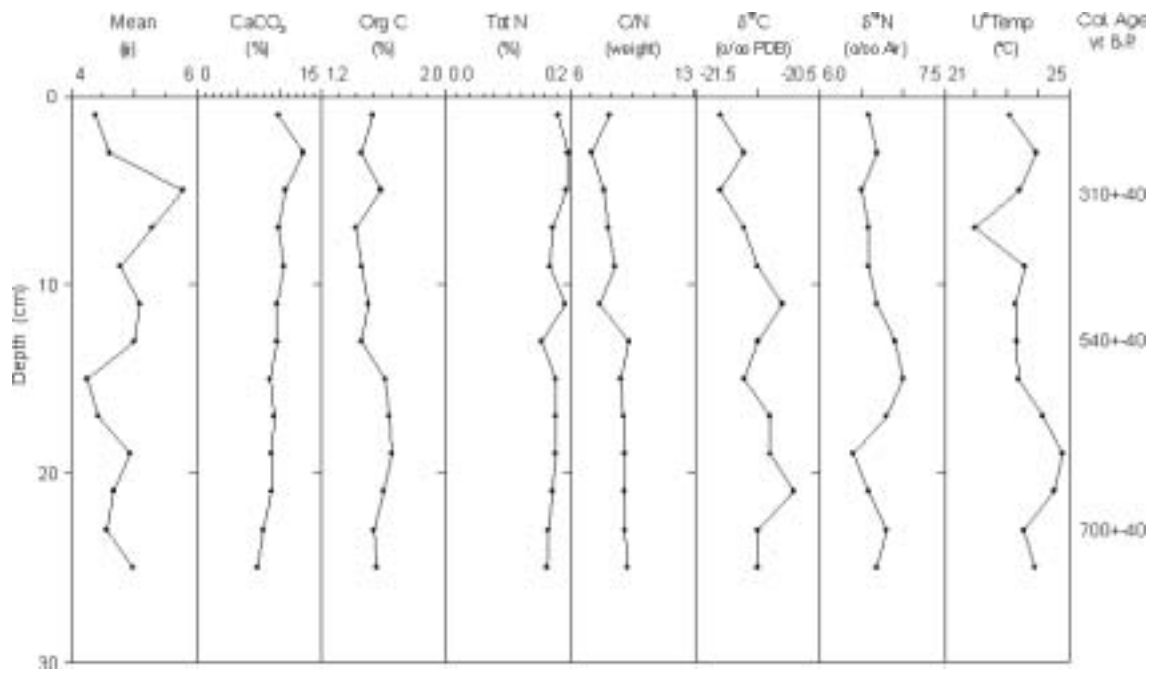 Mean CaCO₃ Org C Tot N C/N δ¹³C δ¹⁵N Temp Cal. Age
(ø) (%) (%) (%) (weight) (o/oo PDB) (o/oo Air) (°C) yr B.P.
4 6 0 16 1.2 2.0 0.0 0.2 6 13 -21.5 -20.5 6.0 7.5 21 25
0
310+-40
10
540+-40
Depth (cm)
20
700+-40
30